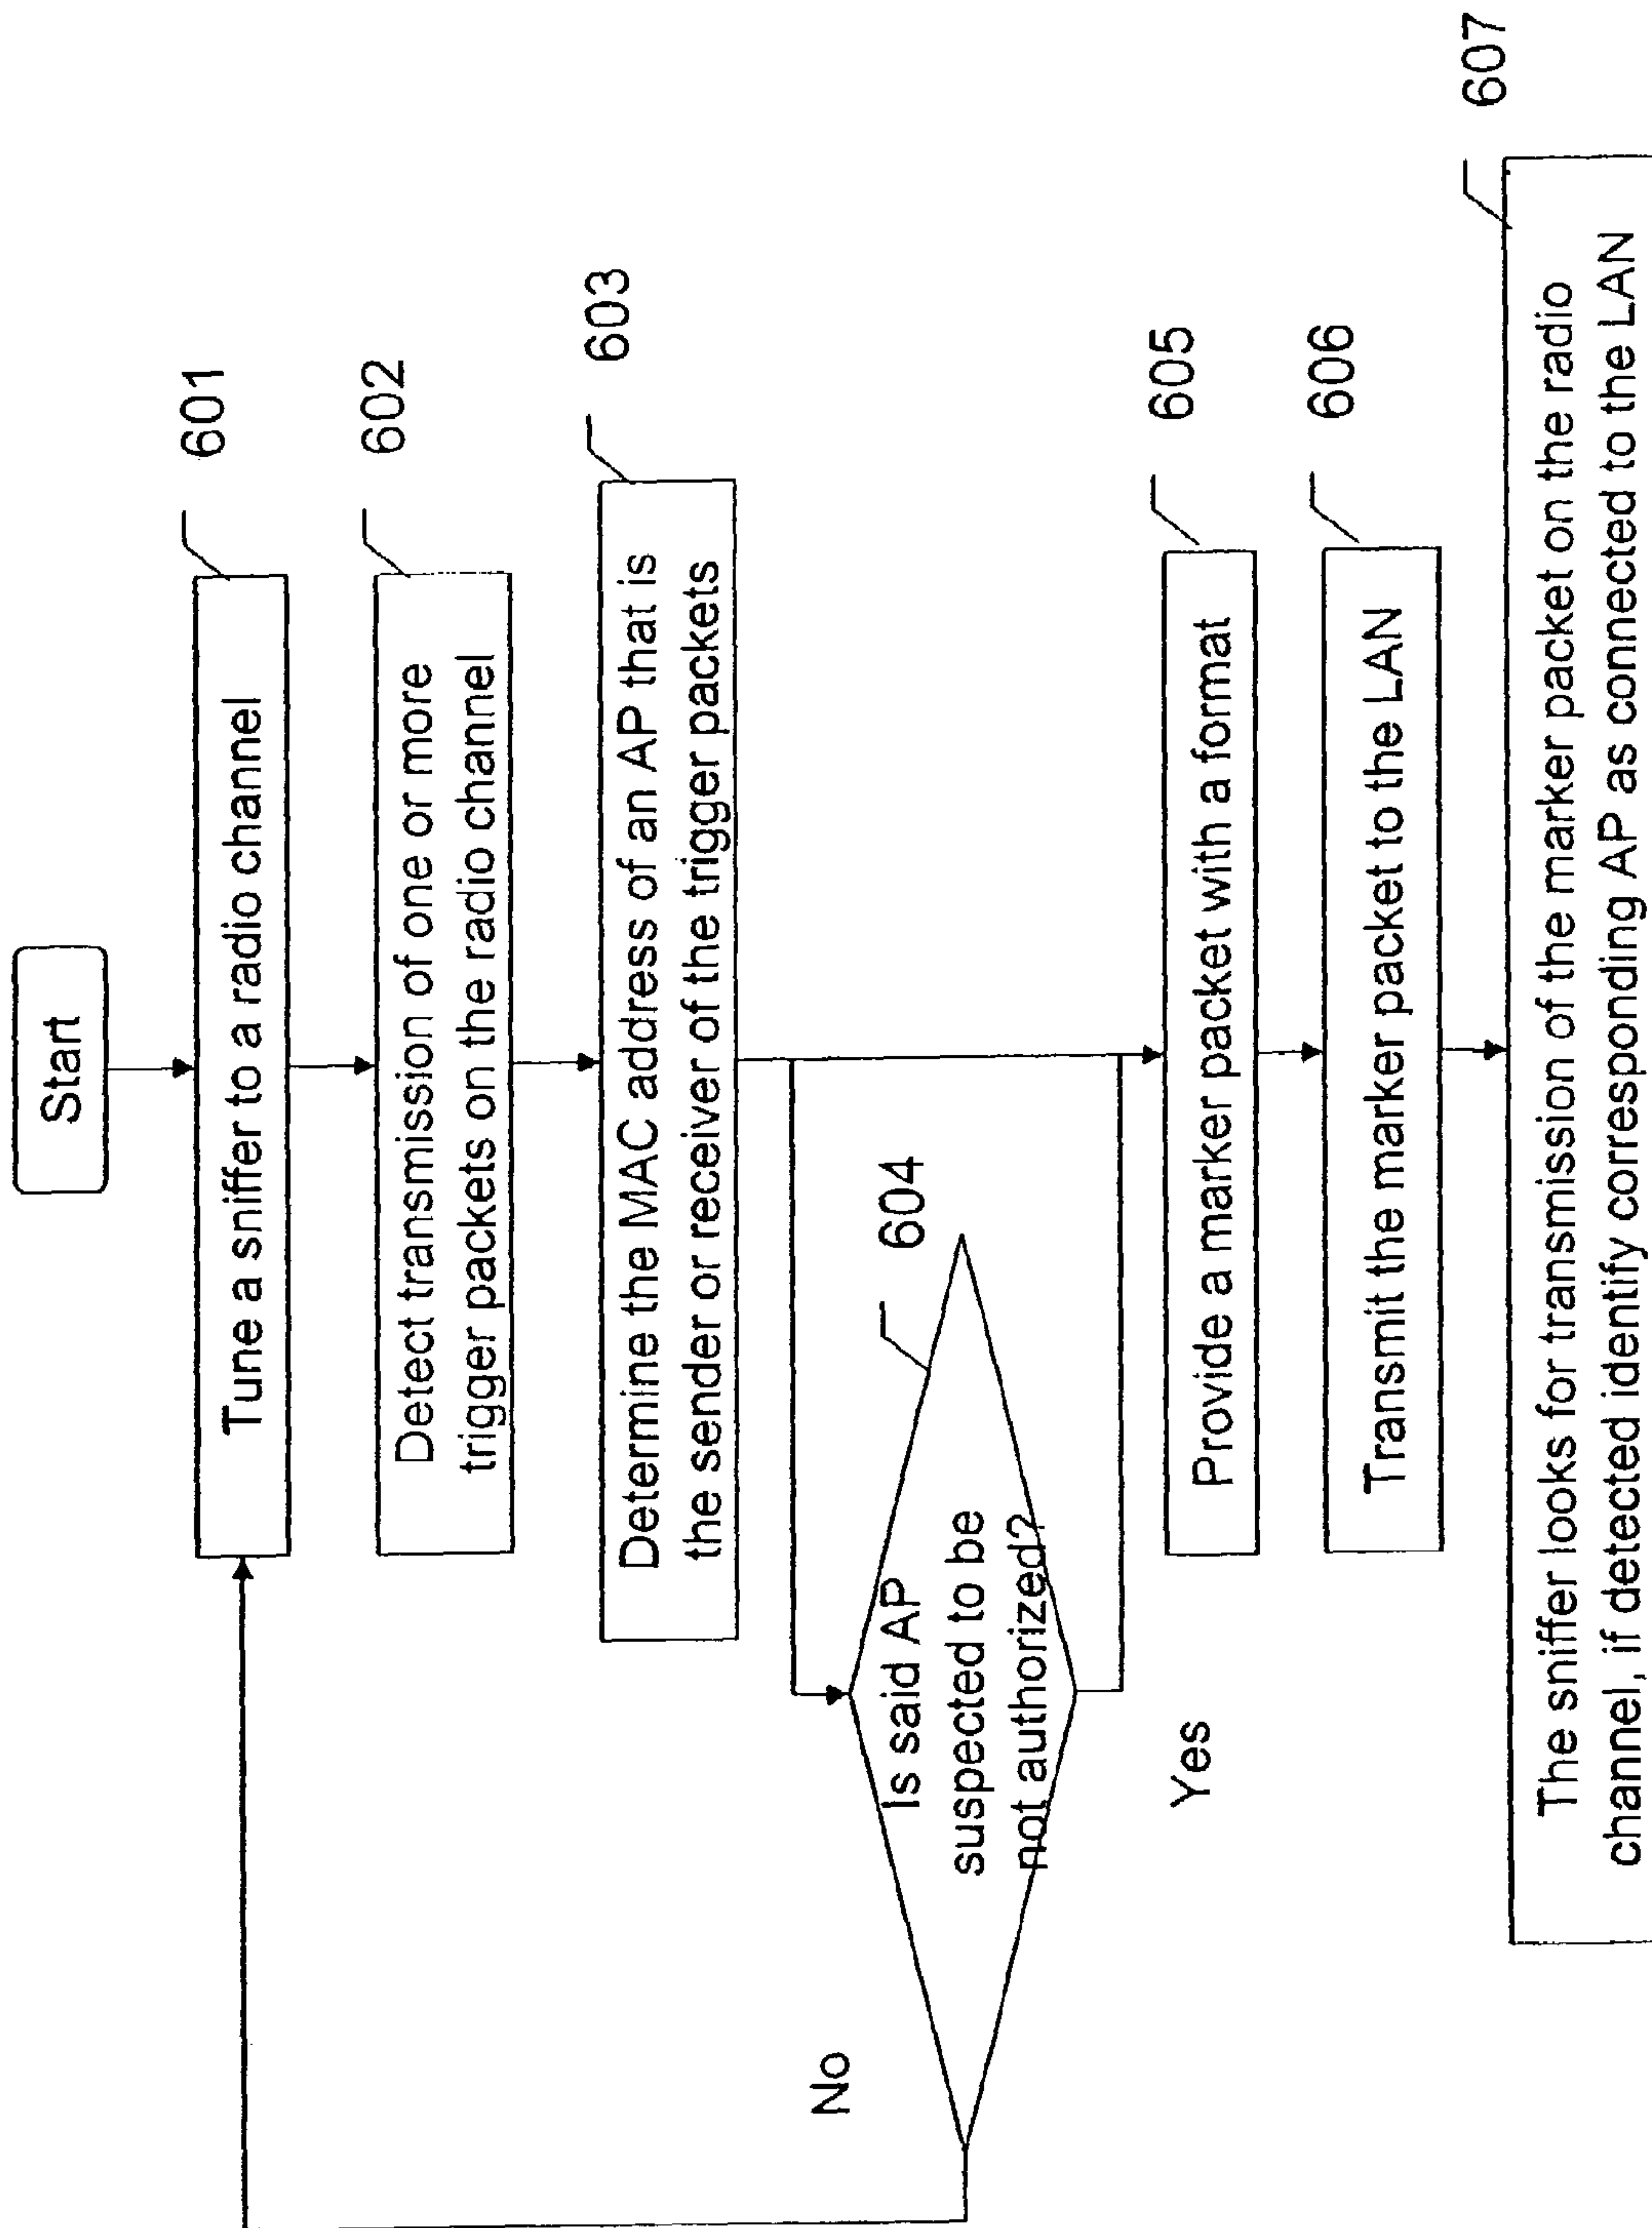 Start
Tune a sniffer to a radio channel
601
Detect transmission of one or more
trigger packets on the radio channel
602
Determine the MAC address of an AP that is
the sender or receiver of the trigger packets
603
No
Is said AP
suspected to be
not authorized?
604
Yes
Provide a marker packet with a format
605
Transmit the marker packet to the LAN
606
The sniffer looks for transmission of the marker packet on the radio
channel, if detected identify corresponding AP as connected to the LAN
607